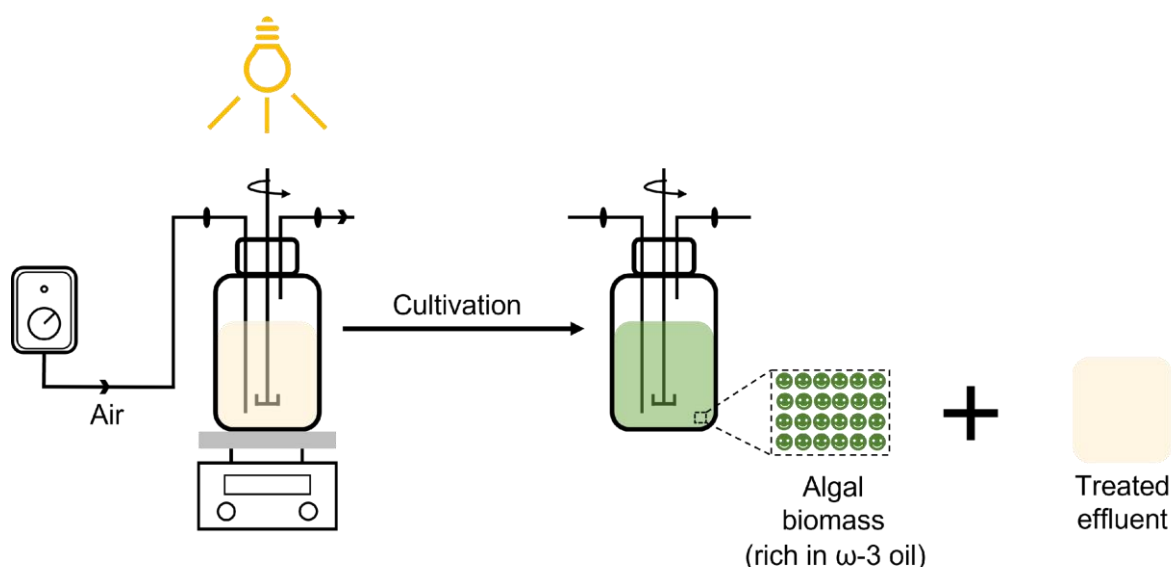 Cultivation
Air
Algal
biomass
(rich in ω-3 oil)
Treated
effluent